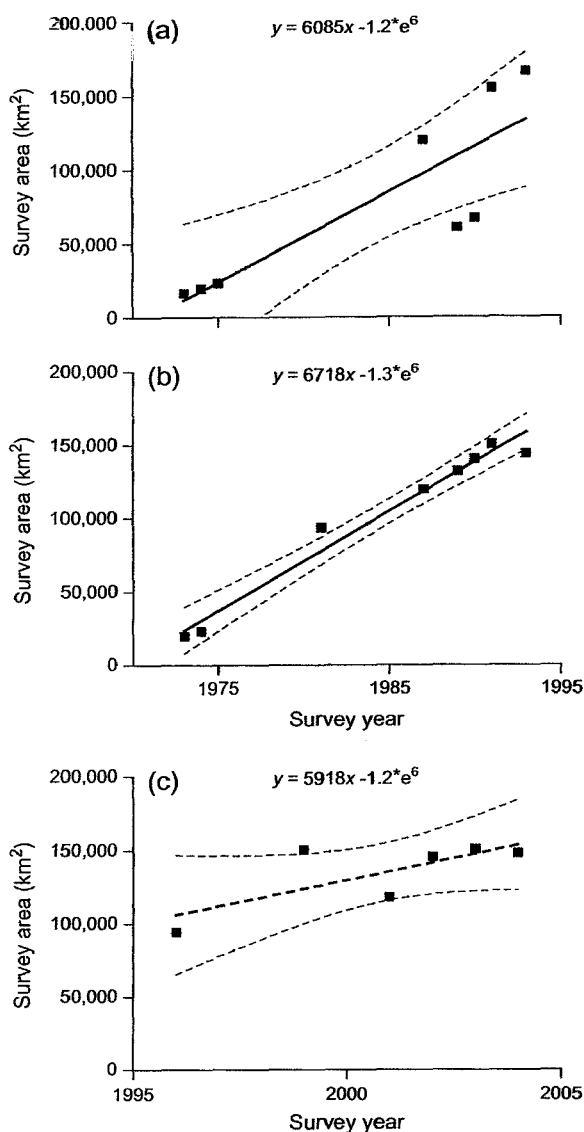 (a)
y = 6085x -1.2*e⁶
200,000
150,000
100,000
50,000
0
Survey area (km²)
1975
1985
1995
(b)
y = 6718x -1.3*e⁶
200,000
150,000
100,000
50,000
0
Survey area (km²)
1975
1985
1995
Survey year
(c)
y = 5918x -1.2*e⁶
200,000
150,000
100,000
50,000
0
Survey area (km²)
1995
2000
2005
Survey year